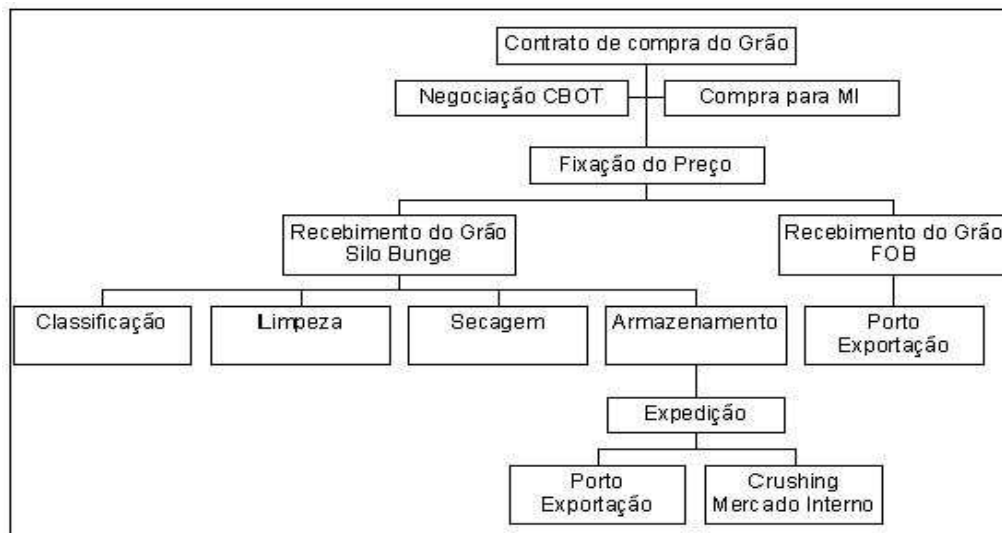 Contrato de compra do Grão
Negociação CBOT
Compra para MI
Fixação do Preço
Recebimento do Grão
Silo Bunge
Recebimento do Grão
FOB
Classificação
Limpeza
Secagem
Armazenamento
Porto
Exportação
Expedição
Porto
Exportação
Crushing
Mercado Interno